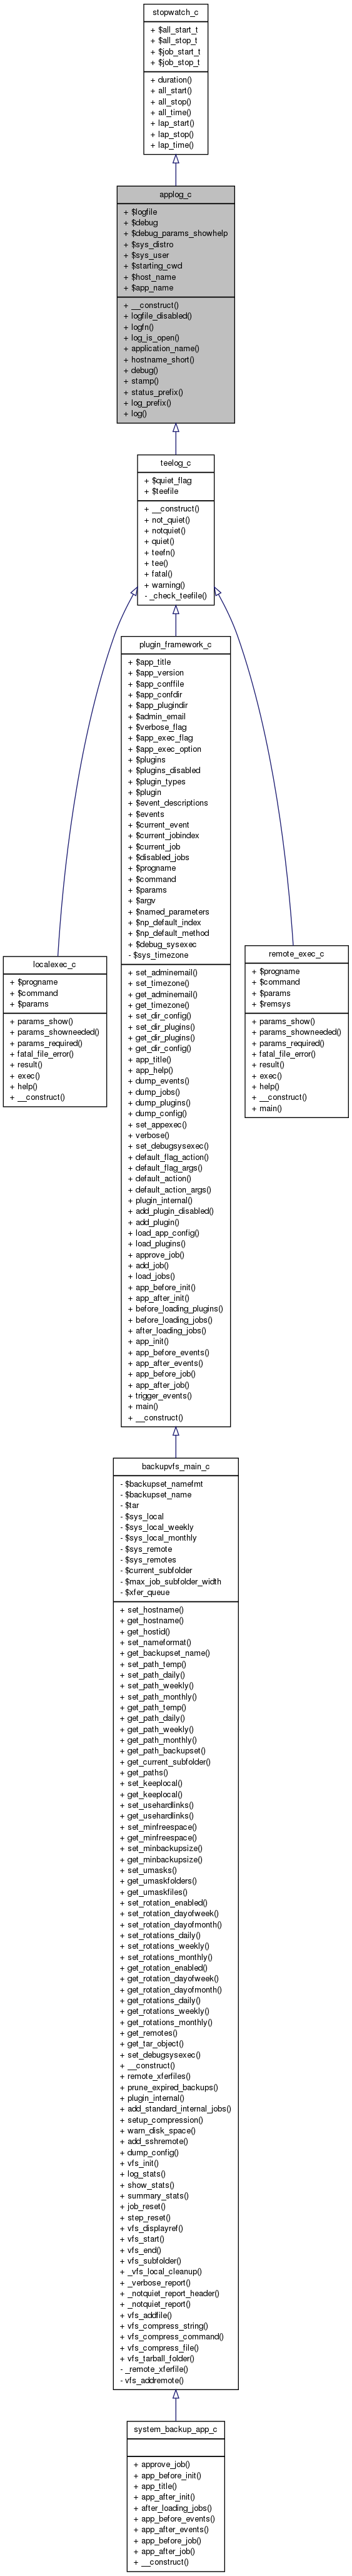 stopwatch_c
+ $all_start_t
+ $all_stop_t
+ $job_start_t
+ $job_stop_t
+ duration()
+ all_start()
+ all_stop()
+ all_time()
+ lap_start()
+ lap_stop()
+ lap_time()
applog_c
+ $logfile
+ $debug
+ $debug_params_showhelp
+ $sys_distro
+ $sys_user
+ $starting_cwd
+ $host_name
+ $app_name
+ __construct()
+ logfile_disabled()
+ logfn()
+ log_is_open()
+ application_name()
+ hostname_short()
+ debug()
+ stamp()
+ status_prefix()
+ log_prefix()
+ log()
teelog_c
+ $quiet_flag
+ $teefile
+ __construct()
+ not_quiet()
+ notquiet()
+ quiet()
+ teefn()
+ tee()
+ fatal()
+ warning()
- _check_teefile()
plugin_framework_c
+ $app_title
+ $app_version
+ $app_conffile
+ $app_confdir
+ $app_plugindir
+ $admin_email
+ $verbose_flag
+ $app_exec_flag
+ $app_exec_option
+ $plugins
+ $plugins_disabled
+ $plugin_types
+ $plugin
+ $event_descriptions
+ $events
+ $current_event
+ $current_jobindex
+ $current_job
+ $disabled_jobs
+ $progname
+ $command
+ $params
+ $argv
+ $named_parameters
+ $np_default_index
+ $np_default_method
+ $debug_sysexec
- $sys_timezone
+ set_adminemail()
+ set_timezone()
+ get_adminemail()
+ get_timezone()
+ set_dir_config()
+ set_dir_plugins()
+ get_dir_plugins()
+ get_dir_config()
+ app_title()
+ app_help()
+ dump_events()
+ dump_jobs()
+ dump_plugins()
+ dump_config()
+ set_appexec()
+ verbose()
+ set_debugsysexec()
+ default_flag_action()
+ default_flag_args()
+ default_action()
+ default_action_args()
+ plugin_internal()
+ add_plugin_disabled()
+ add_plugin()
+ load_app_config()
+ load_plugins()
+ approve_job()
+ add_job()
+ load_jobs()
+ app_before_init()
+ app_after_init()
+ before_loading_plugins()
+ before_loading_jobs()
+ after_loading_jobs()
+ app_init()
+ app_before_events()
+ app_after_events()
+ app_before_job()
+ app_after_job()
+ trigger_events()
+ main()
+ __construct()
localexec_c
+ $progname
+ $command
+ $params
+ params_show()
+ params_showneeded()
+ params_required()
+ fatal_file_error()
+ result()
+ exec()
+ help()
+ __construct()
remote_exec_c
+ $progname
+ $command
+ $params
+ $remsys
+ params_show()
+ params_showneeded()
+ params_required()
+ fatal_file_error()
+ result()
+ exec()
+ help()
+ __construct()
+ main()
backupvfs_main_c
- $backupset_namefmt
- $backupset_name
- $tar
- $sys_local
- $sys_local_weekly
- $sys_local_monthly
- $sys_remote
- $sys_remotes
- $current_subfolder
- $max_job_subfolder_width
- $xfer_queue
+ set_hostname()
+ get_hostname()
+ get_hostid()
+ set_nameformat()
+ get_backupset_name()
+ set_path_temp()
+ set_path_daily()
+ set_path_weekly()
+ set_path_monthly()
+ get_path_temp()
+ get_path_daily()
+ get_path_weekly()
+ get_path_monthly()
+ get_path_backupset()
+ get_current_subfolder()
+ get_paths()
+ set_keeplocal()
+ get_keeplocal()
+ set_usehardlinks()
+ get_usehardlinks()
+ set_minfreespace()
+ get_minfreespace()
+ set_minbackupsize()
+ get_minbackupsize()
+ set_umasks()
+ get_umaskfolders()
+ get_umaskfiles()
+ set_rotation_enabled()
+ set_rotation_dayofweek()
+ set_rotation_dayofmonth()
+ set_rotations_daily()
+ set_rotations_weekly()
+ set_rotations_monthly()
+ get_rotation_enabled()
+ get_rotation_dayofweek()
+ get_rotation_dayofmonth()
+ get_rotations_daily()
+ get_rotations_weekly()
+ get_rotations_monthly()
+ get_remotes()
+ get_tar_object()
+ set_debugsysexec()
+ __construct()
+ remote_xferfiles()
+ prune_expired_backups()
+ plugin_internal()
+ add_standard_internal_jobs()
+ setup_compression()
+ warn_disk_space()
+ add_sshremote()
+ dump_config()
+ vfs_init()
+ log_stats()
+ show_stats()
+ summary_stats()
+ job_reset()
+ step_reset()
+ vfs_displayref()
+ vfs_start()
+ vfs_end()
+ vfs_subfolder()
+ _vfs_local_cleanup()
+ _verbose_report()
+ _notquiet_report_header()
+ _notquiet_report()
+ vfs_addfile()
+ vfs_compress_string()
+ vfs_compress_command()
+ vfs_compress_file()
+ vfs_tarball_folder()
- _remote_xferfile()
- vfs_addremote()
system_backup_app_c
+ approve_job()
+ app_before_init()
+ app_title()
+ app_after_init()
+ after_loading_jobs()
+ app_before_events()
+ app_after_events()
+ app_before_job()
+ app_after_job()
+ __construct()